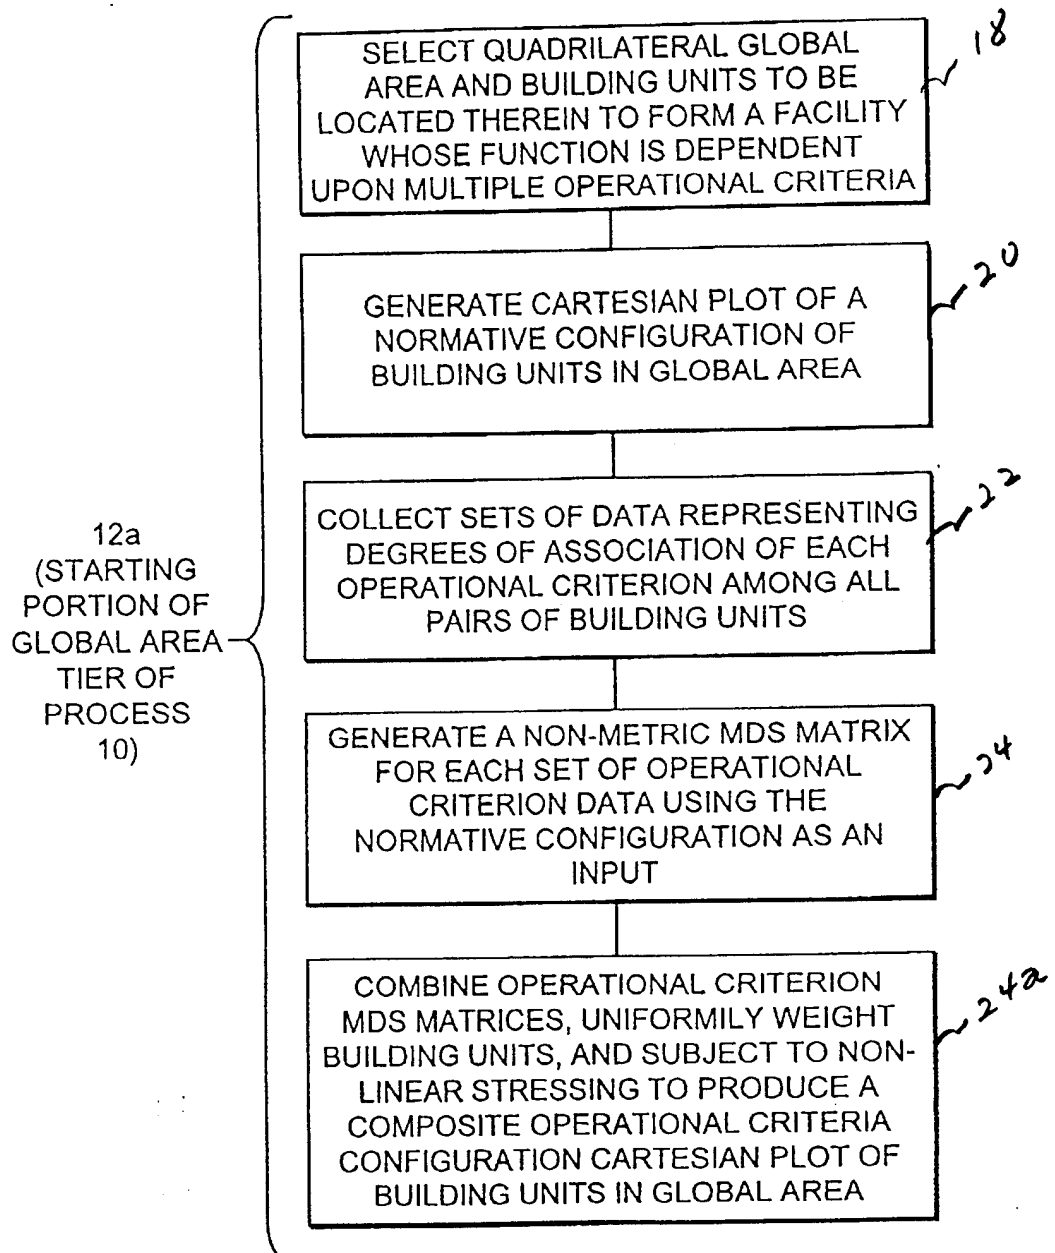 SELECT QUADRILATERAL GLOBAL
AREA AND BUILDING UNITS TO BE
LOCATED THEREIN TO FORM A FACILITY
WHOSE FUNCTION IS DEPENDENT
UPON MULTIPLE OPERATIONAL CRITERIA
18
GENERATE CARTESIAN PLOT OF A
NORMATIVE CONFIGURATION OF
BUILDING UNITS IN GLOBAL AREA
20
COLLECT SETS OF DATA REPRESENTING
DEGREES OF ASSOCIATION OF EACH
OPERATIONAL CRITERION AMONG ALL
PAIRS OF BUILDING UNITS
22
12a
(STARTING
PORTION OF
GLOBAL AREA
TIER OF
PROCESS
10)
GENERATE A NON-METRIC MDS MATRIX
FOR EACH SET OF OPERATIONAL
CRITERION DATA USING THE
NORMATIVE CONFIGURATION AS AN
INPUT
24
COMBINE OPERATIONAL CRITERION
MDS MATRICES, UNIFORMILY WEIGHT
BUILDING UNITS, AND SUBJECT TO NON-
LINEAR STRESSING TO PRODUCE A
COMPOSITE OPERATIONAL CRITERIA
CONFIGURATION CARTESIAN PLOT OF
BUILDING UNITS IN GLOBAL AREA
24a